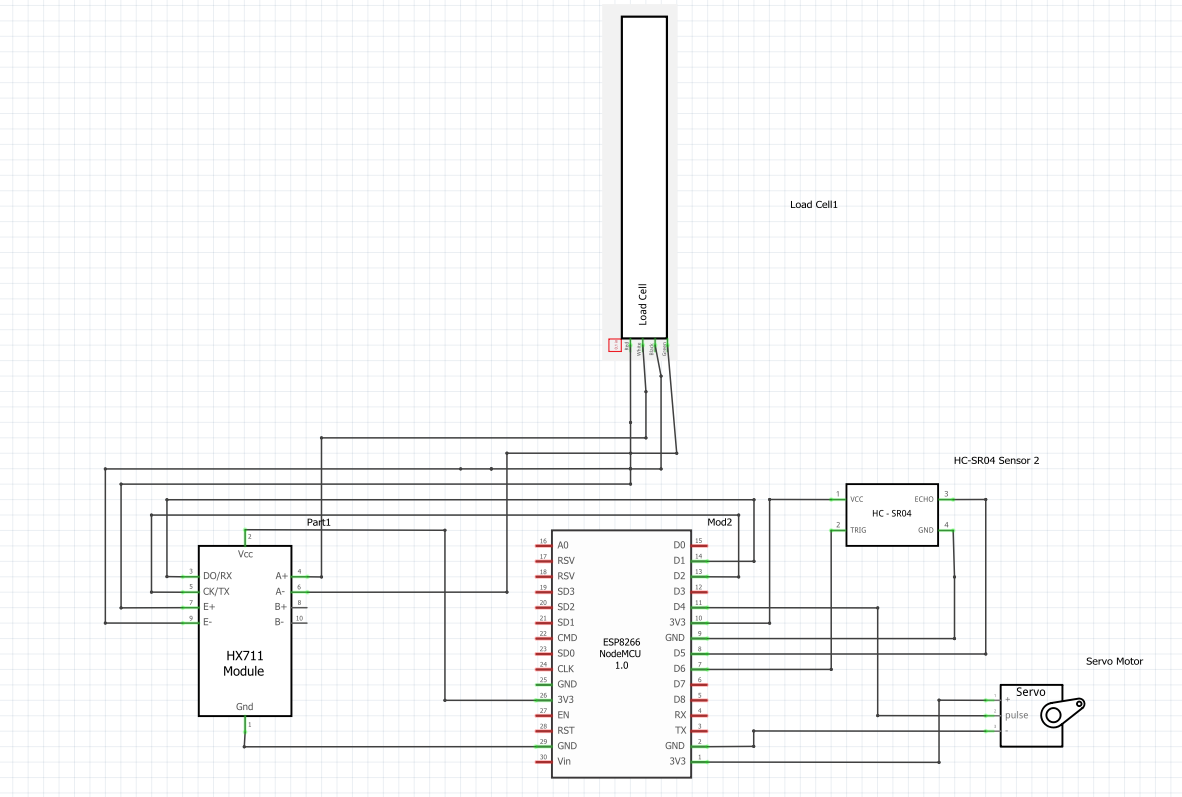 Load Cell
Red
White
Black
Green
Load Cell1
HC-SR04 Sensor 2
1 VCC ECHO 3
HC - SR04
2 TRIG GND 4
Part1
2
Vcc
3 DO/RX A+ 4
5 CK/TX A- 6
7 E+ B+ 8
9 E- B- 10
HX711
Module
Gnd
1
Mod2
16 A0 D0 15
17 RSV D1 14
18 RSV D2 13
19 SD3 D3 12
20 SD2 D4 11
21 SD1 3V3 10
22 CMD GND 9
23 SD0 D5 8
24 CLK D6 7
25 GND D7 6
26 3V3 D8 5
27 EN RX 4
28 RST TX 3
29 GND GND 2
30 Vin 3V3 1
ESP8266
NodeMCU
1.0
Servo Motor
Servo
+
pulse
-